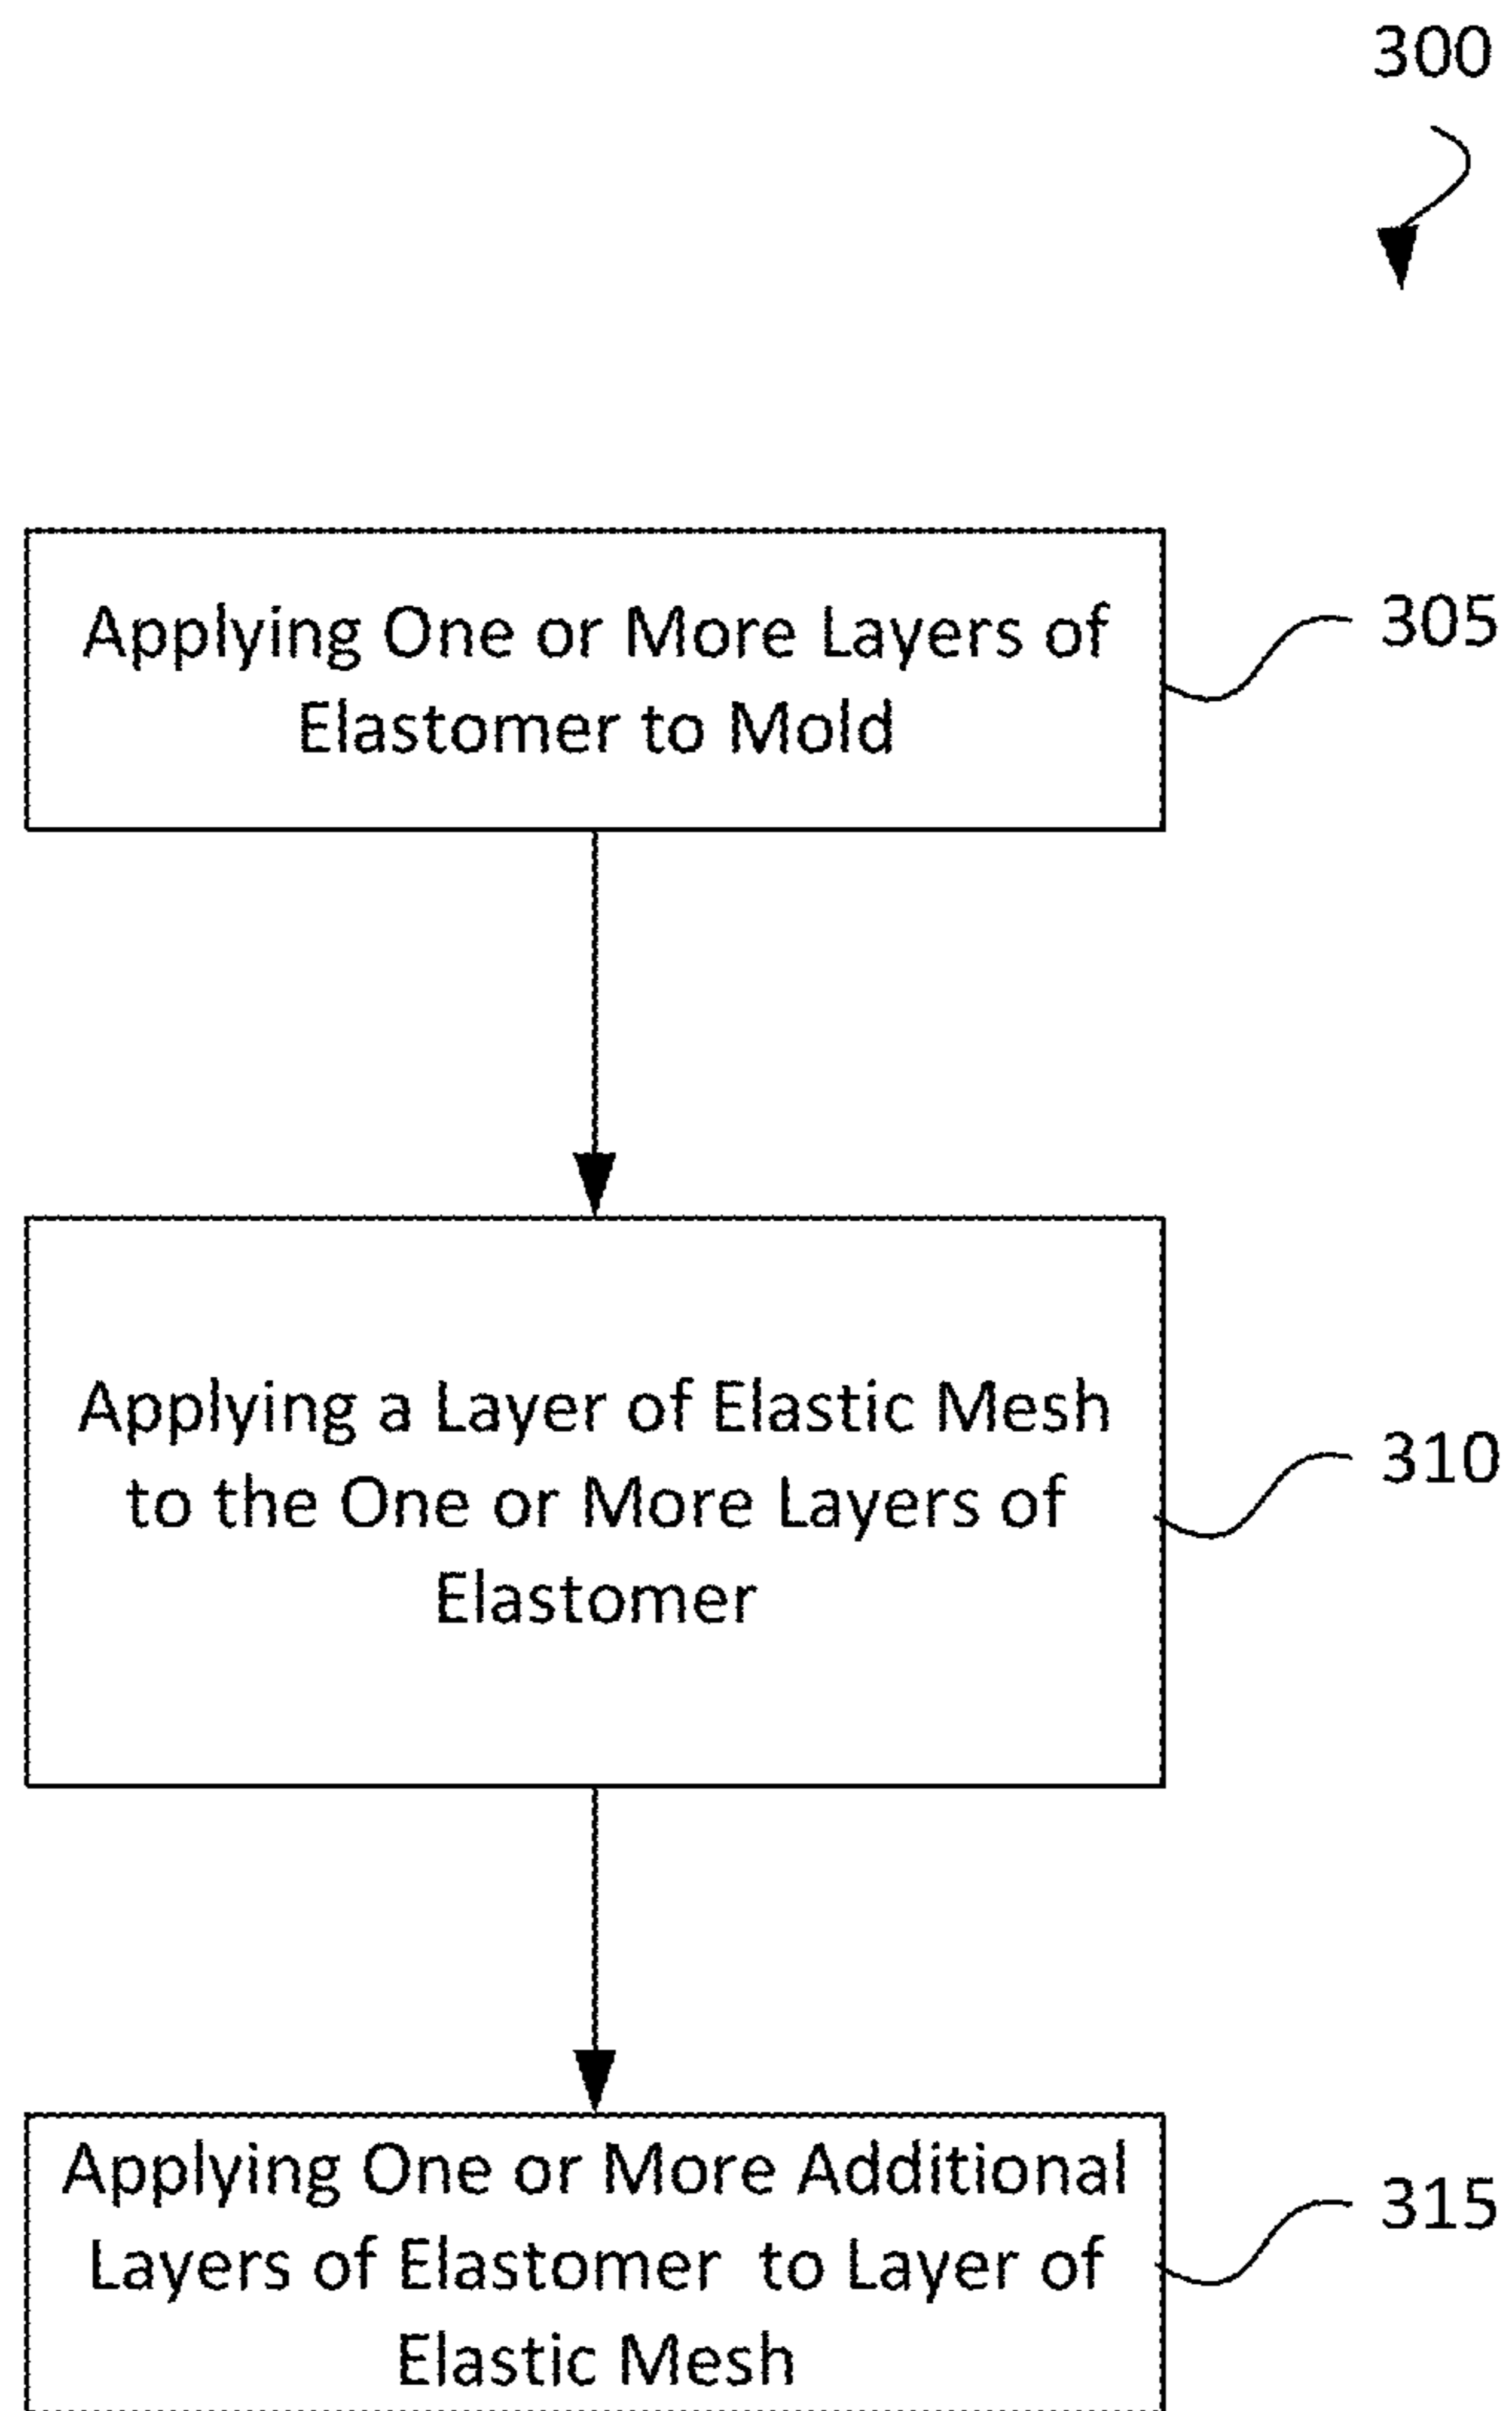 300
Applying One or More Layers of
Elastomer to Mold
305
Applying a Layer of Elastic Mesh
to the One or More Layers of
Elastomer
310
Applying One or More Additional
Layers of Elastomer to Layer of
Elastic Mesh
315